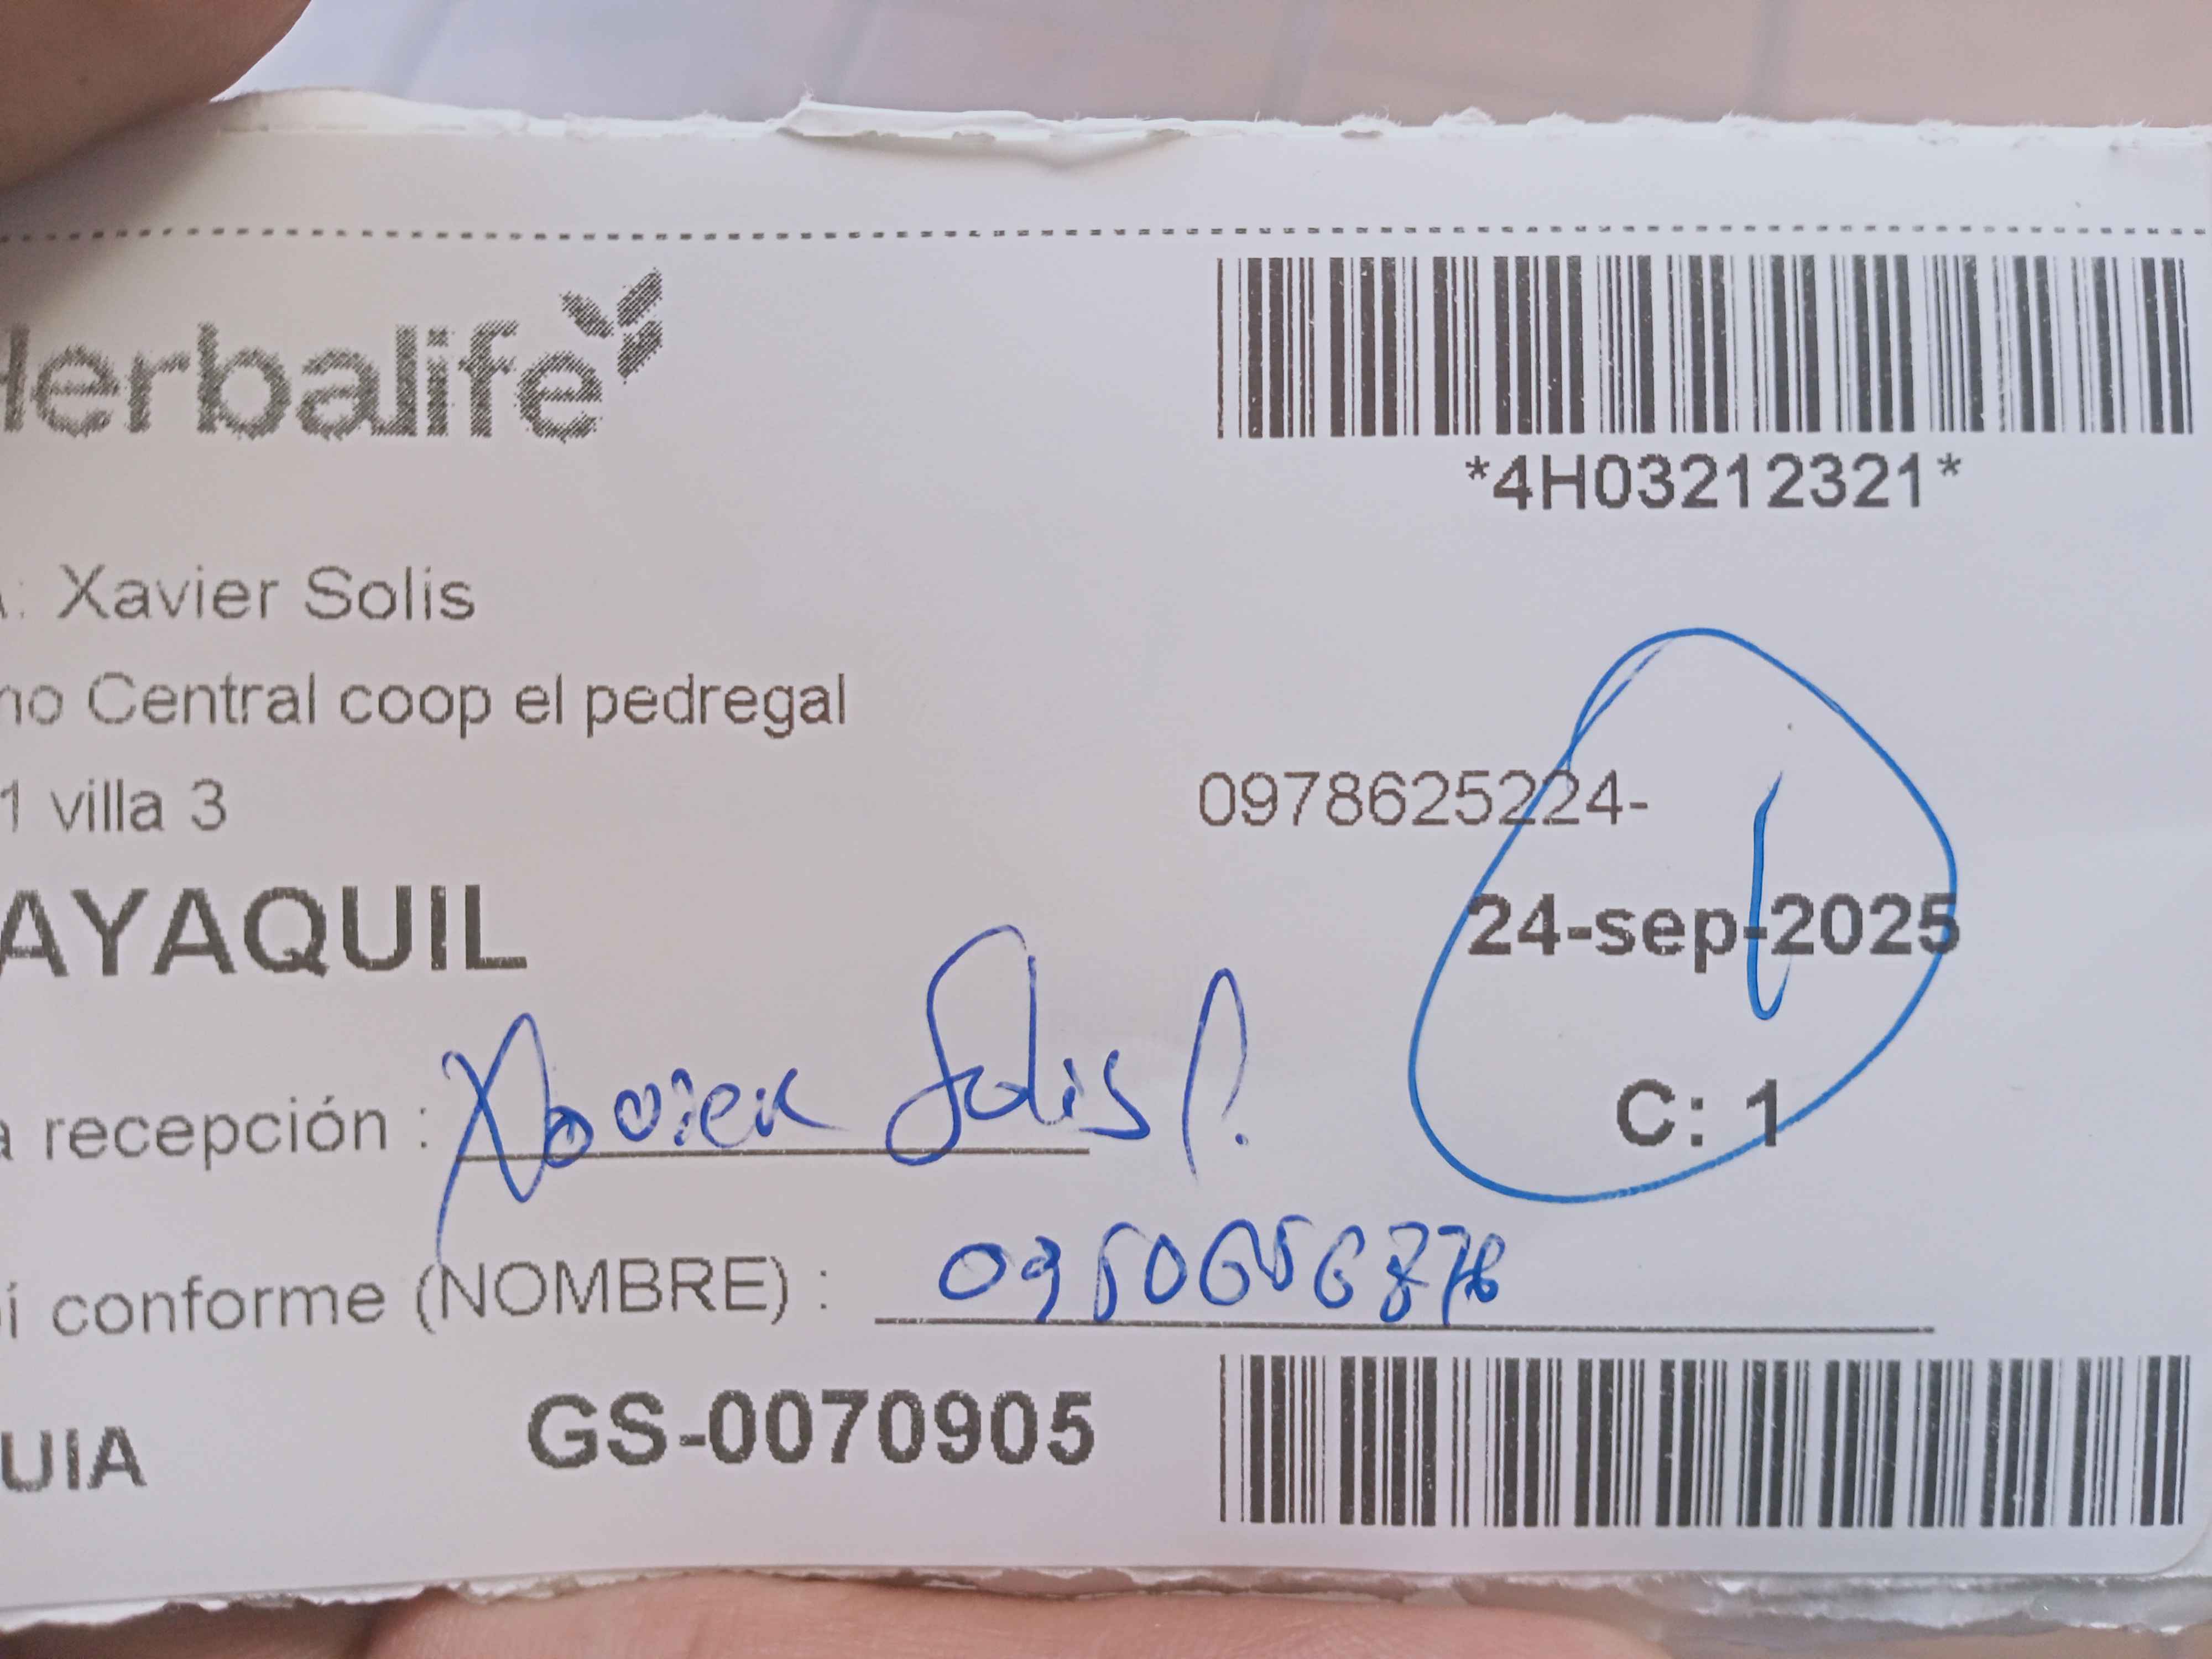 Herbalife
*4H03212321*
A: Xavier Solis
no Central coop el pedregal
1 villa 3
0978625224-
AYAQUIL
24-sep-2025
a recepción : Xavier Solis P.
C: 1
í conforme (NOMBRE) : 0950656878
UIA
GS-0070905